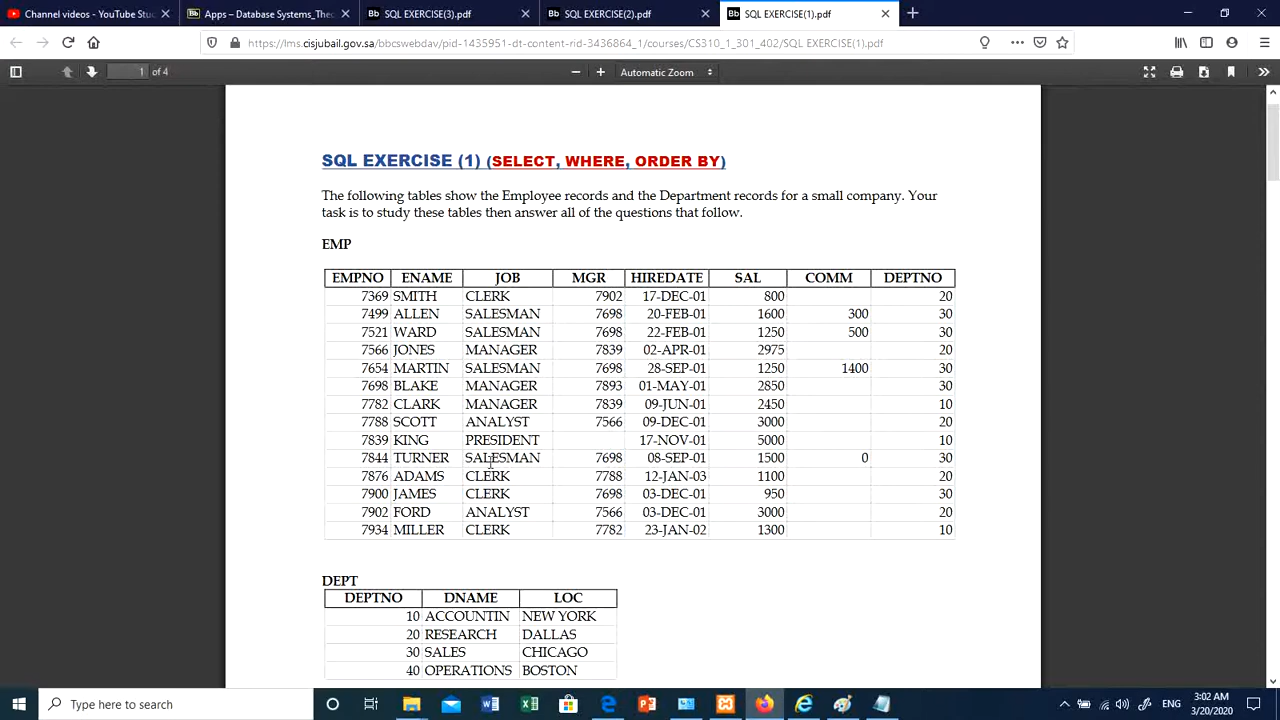 Channel videos - YouTube Stu
Apps – Database Systems_The
SQL EXERCISE(3).pdf
SQL EXERCISE(2).pdf
SQL EXERCISE(1).pdf
https://lms.cisjubail.gov.sa/bbcswebdav/pid-1435951-dt-content-rid-3436864_1/courses/CS310_1_301_402/SQL EXERCISE(1).pdf
1 of 4
Automatic Zoom
SQL EXERCISE (1) (SELECT, WHERE, ORDER BY)
The following tables show the Employee records and the Department records for a small company. Your
task is to study these tables then answer all of the questions that follow.
EMP
EMPNO ENAME JOB MGR HIREDATE SAL COMM DEPTNO
7369 SMITH CLERK 7902 17-DEC-01 800 20
7499 ALLEN SALESMAN 7698 20-FEB-01 1600 300 30
7521 WARD SALESMAN 7698 22-FEB-01 1250 500 30
7566 JONES MANAGER 7839 02-APR-01 2975 20
7654 MARTIN SALESMAN 7698 28-SEP-01 1250 1400 30
7698 BLAKE MANAGER 7893 01-MAY-01 2850 30
7782 CLARK MANAGER 7839 09-JUN-01 2450 10
7788 SCOTT ANALYST 7566 09-DEC-01 3000 20
7839 KING PRESIDENT 17-NOV-01 5000 10
7844 TURNER SALESMAN 7698 08-SEP-01 1500 0 30
7876 ADAMS CLERK 7788 12-JAN-03 1100 20
7900 JAMES CLERK 7698 03-DEC-01 950 30
7902 FORD ANALYST 7566 03-DEC-01 3000 20
7934 MILLER CLERK 7782 23-JAN-02 1300 10
DEPT
DEPTNO DNAME LOC
10 ACCOUNTIN NEW YORK
20 RESEARCH DALLAS
30 SALES CHICAGO
40 OPERATIONS BOSTON
Type here to search
ENG
3:02 AM
3/20/2020